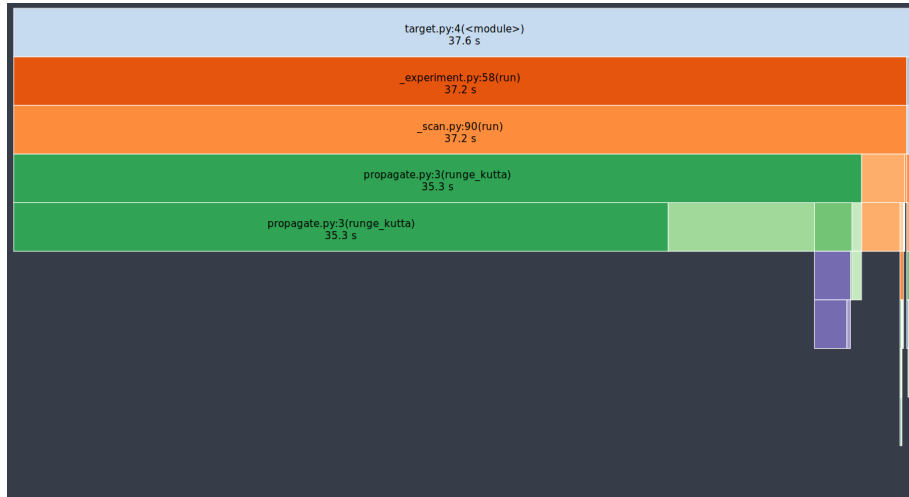 target.py:4(<module>)
37.6 s
_experiment.py:58(run)
37.2 s
_scan.py:90(run)
37.2 s
propagate.py:3(runge_kutta)
35.3 s
propagate.py:3(runge_kutta)
35.3 s